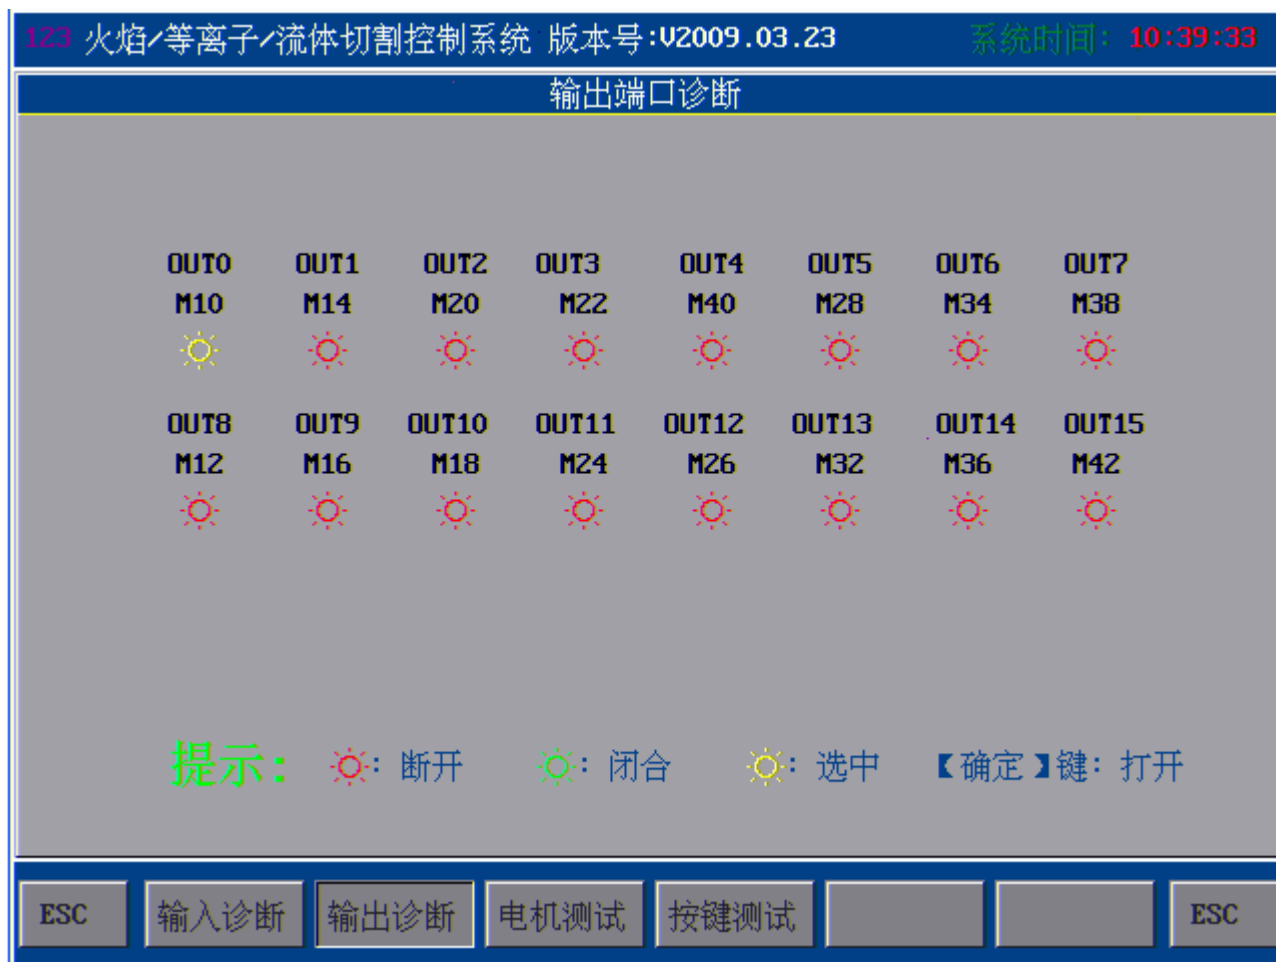 123 火焰/等离子/流体切割控制系统 版本号:V2009.03.23 系统时间: 10:39:33
输出端口诊断
OUT0 OUT1 OUT2 OUT3 OUT4 OUT5 OUT6 OUT7
M10 M14 M20 M22 M40 M28 M34 M38
OUT8 OUT9 OUT10 OUT11 OUT12 OUT13 OUT14 OUT15
M12 M16 M18 M24 M26 M32 M36 M42
提示: : 断开 : 闭合 : 选中 【确定】键: 打开
ESC 输入诊断 输出诊断 电机测试 按键测试 ESC